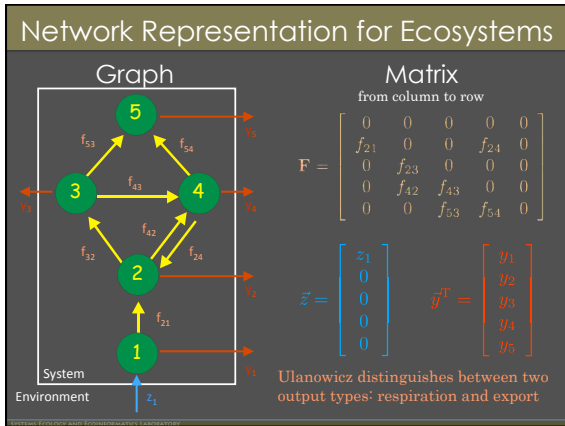 Network Representation for Ecosystems
Graph
5
f53
f54
y5
3
f43
4
y3
y4
f42
f32
f24
2
y2
f21
1
y1
System
Environment
z1
Matrix
from column to row
F = [ 0 0 0 0 0
f21 0 0 f24 0
0 f23 0 0 0
0 f42 f43 0 0
0 0 f53 f54 0 ]
z⃗ = [ z1
0
0
0
0 ]
y⃗T = [ y1
y2
y3
y4
y5 ]
Ulanowicz distinguishes between two
output types: respiration and export
SYSTEMS ECOLOGY AND ECOINFORMATICS LABORATORY